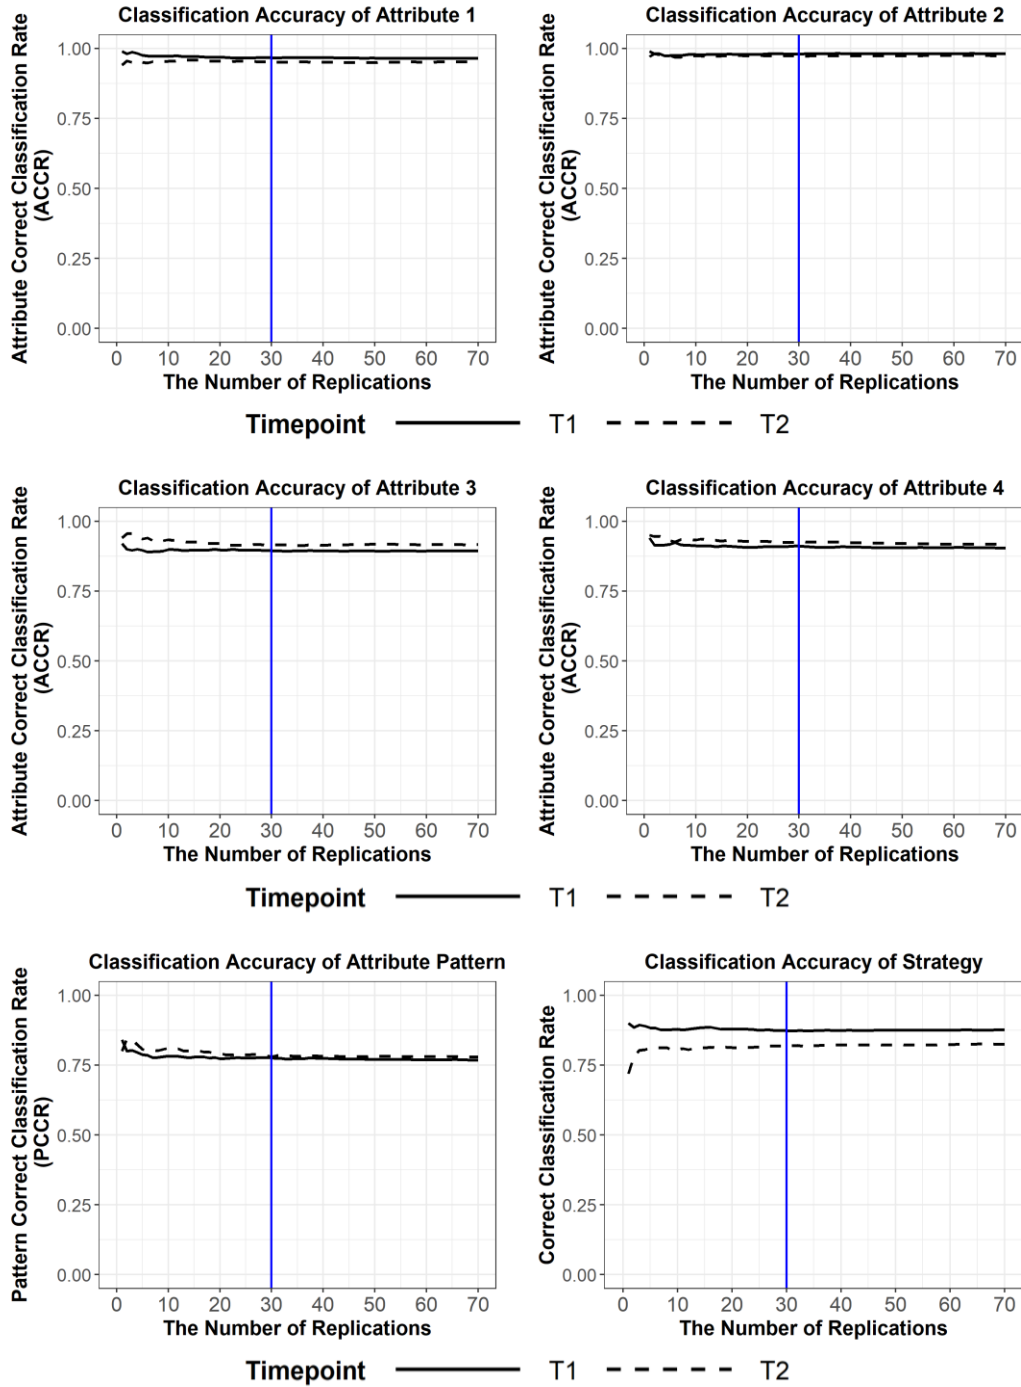 Classification Accuracy of Attribute 1
Attribute Correct Classification Rate
(ACCR)
1.00
0.75
0.50
0.25
0.00
0 10 20 30 40 50 60 70
The Number of Replications
Classification Accuracy of Attribute 2
Attribute Correct Classification Rate
(ACCR)
1.00
0.75
0.50
0.25
0.00
0 10 20 30 40 50 60 70
The Number of Replications
Timepoint T1 T2
Classification Accuracy of Attribute 3
Attribute Correct Classification Rate
(ACCR)
1.00
0.75
0.50
0.25
0.00
0 10 20 30 40 50 60 70
The Number of Replications
Classification Accuracy of Attribute 4
Attribute Correct Classification Rate
(ACCR)
1.00
0.75
0.50
0.25
0.00
0 10 20 30 40 50 60 70
The Number of Replications
Timepoint T1 T2
Classification Accuracy of Attribute Pattern
Pattern Correct Classification Rate
(PCCR)
1.00
0.75
0.50
0.25
0.00
0 10 20 30 40 50 60 70
The Number of Replications
Classification Accuracy of Strategy
Correct Classification Rate
1.00
0.75
0.50
0.25
0.00
0 10 20 30 40 50 60 70
The Number of Replications
Timepoint T1 T2